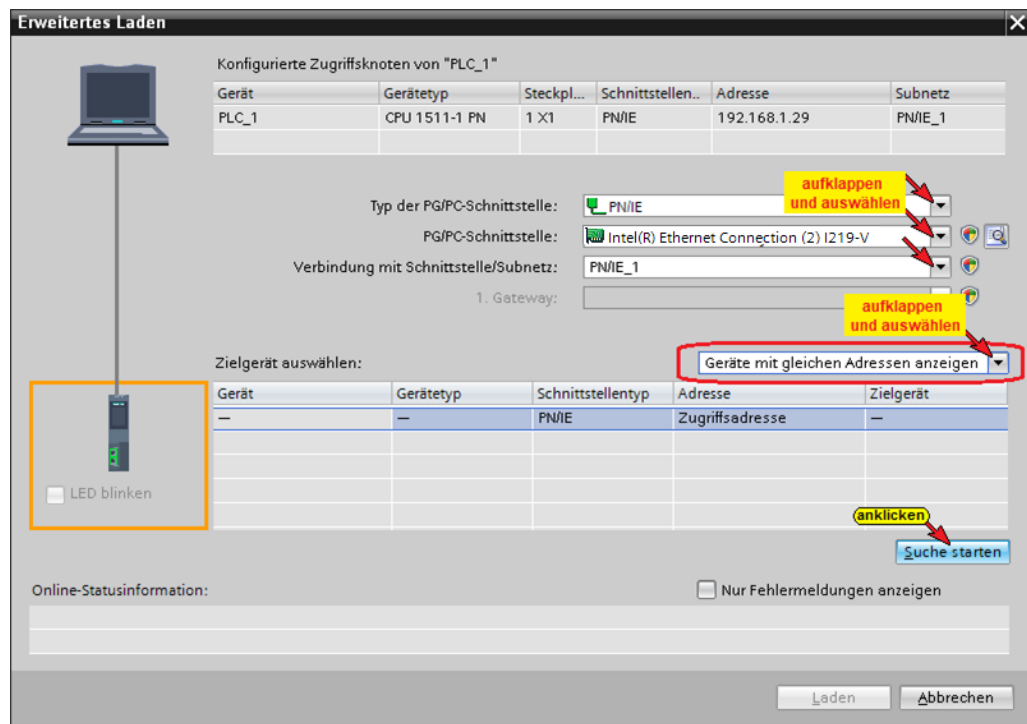 Erweitertes Laden
Konfigurierte Zugriffsknoten von "PLC_1"
Gerät Gerätetyp Steckpl... Schnittstellen.. Adresse Subnetz
PLC_1 CPU 1511-1 PN 1 X1 PN/IE 192.168.1.29 PN/IE_1
aufklappen
und auswählen
Typ der PG/PC-Schnittstelle: PN/IE
PG/PC-Schnittstelle: Intel(R) Ethernet Connection (2) I219-V
Verbindung mit Schnittstelle/Subnetz: PN/IE_1
1. Gateway:
aufklappen
und auswählen
Zielgerät auswählen: Geräte mit gleichen Adressen anzeigen
Gerät Gerätetyp Schnittstellentyp Adresse Zielgerät
— — PN/IE Zugriffsadresse —
LED blinken
anklicken
Suche starten
Online-Statusinformation: Nur Fehlermeldungen anzeigen
Laden Abbrechen